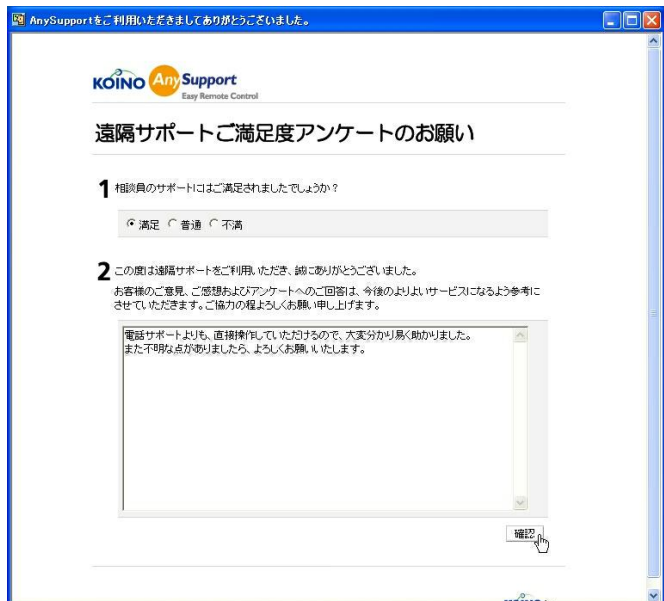 AnySupportをご利用いただきましてありがとうございました。
KOINO AnySupport
Easy Remote Control
遠隔サポートご満足度アンケートのお願い
1 相談員のサポートにはご満足されましたでしょうか？
満足 普通 不満
2 この度は遠隔サポートをご利用いただき、誠にありがとうございました。
お客様のご意見、ご感想およびアンケートへのご回答は、今後のよりよいサービスになるよう参考に
させていただきます。ご協力の程よろしくお願い申し上げます。
電話サポートよりも、直接操作していただけるので、大変分かり易く助かりました。
また不明な点がありましたら、よろしくお願いいたします。
確認